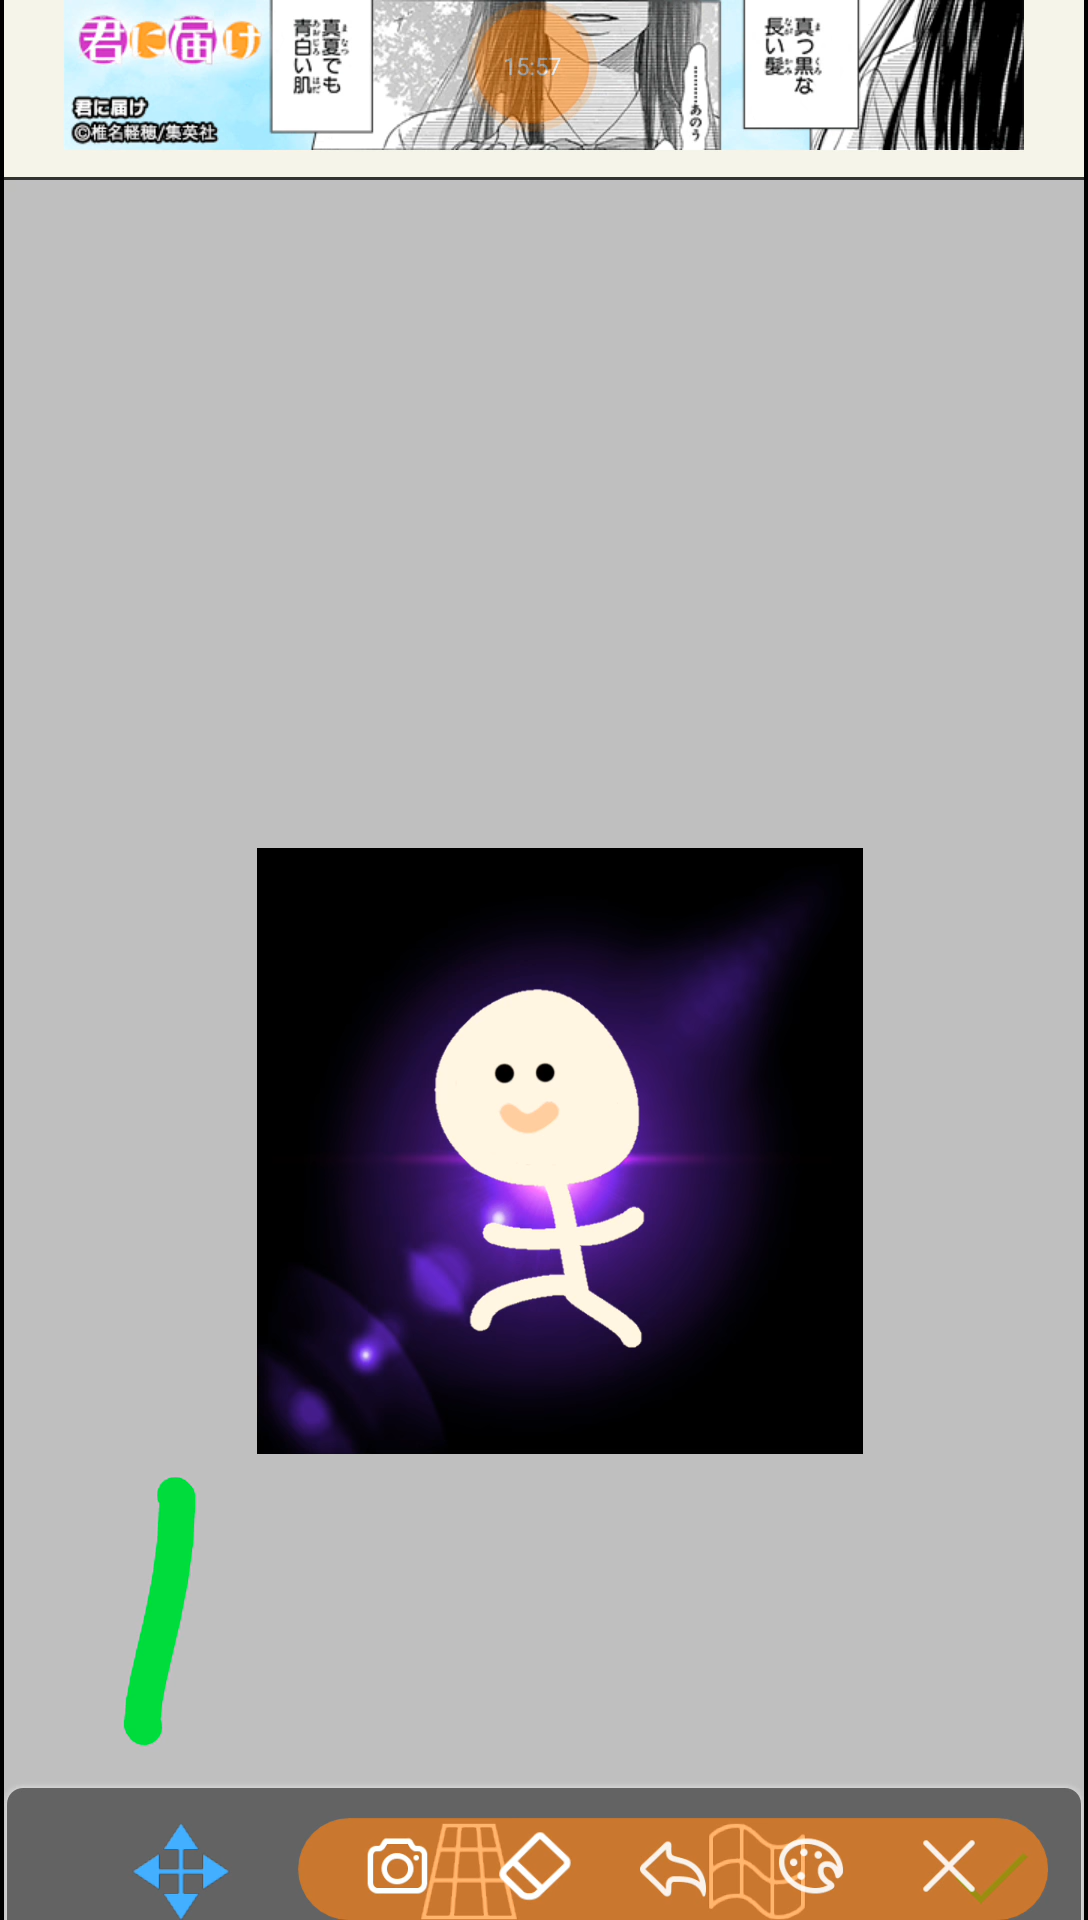 君に届け
君に届け
©椎名軽穂/集英社
真夏でも
青白い肌
15:57
………あのう
真っ黒な
長い髪